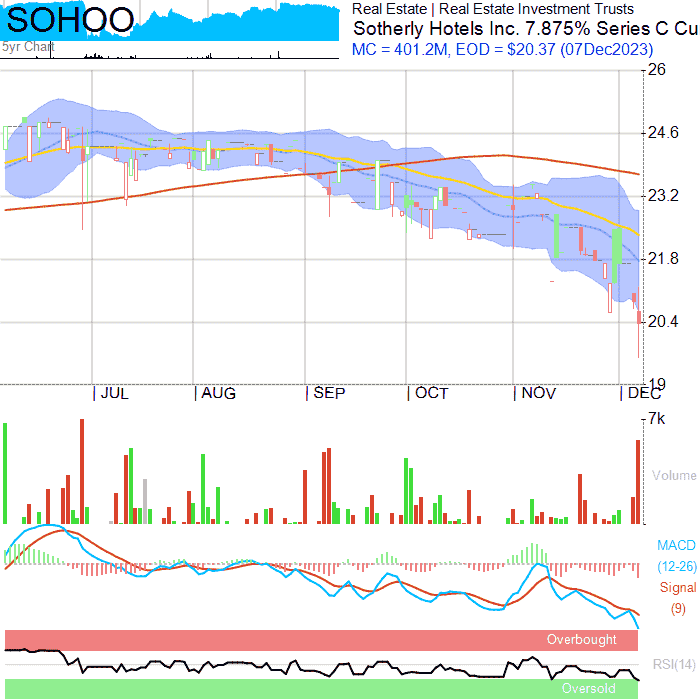 SOHOO
5yr Chart
Real Estate | Real Estate Investment Trusts
Sotherly Hotels Inc. 7.875% Series C Cu
MC = 401.2M, EOD = $20.37 (07Dec2023)
26
24.6
23.2
21.8
20.4
19
JUL AUG SEP OCT NOV DEC
7k
Volume
MACD
(12-26)
Signal
(9)
Overbought
RSI(14)
Oversold